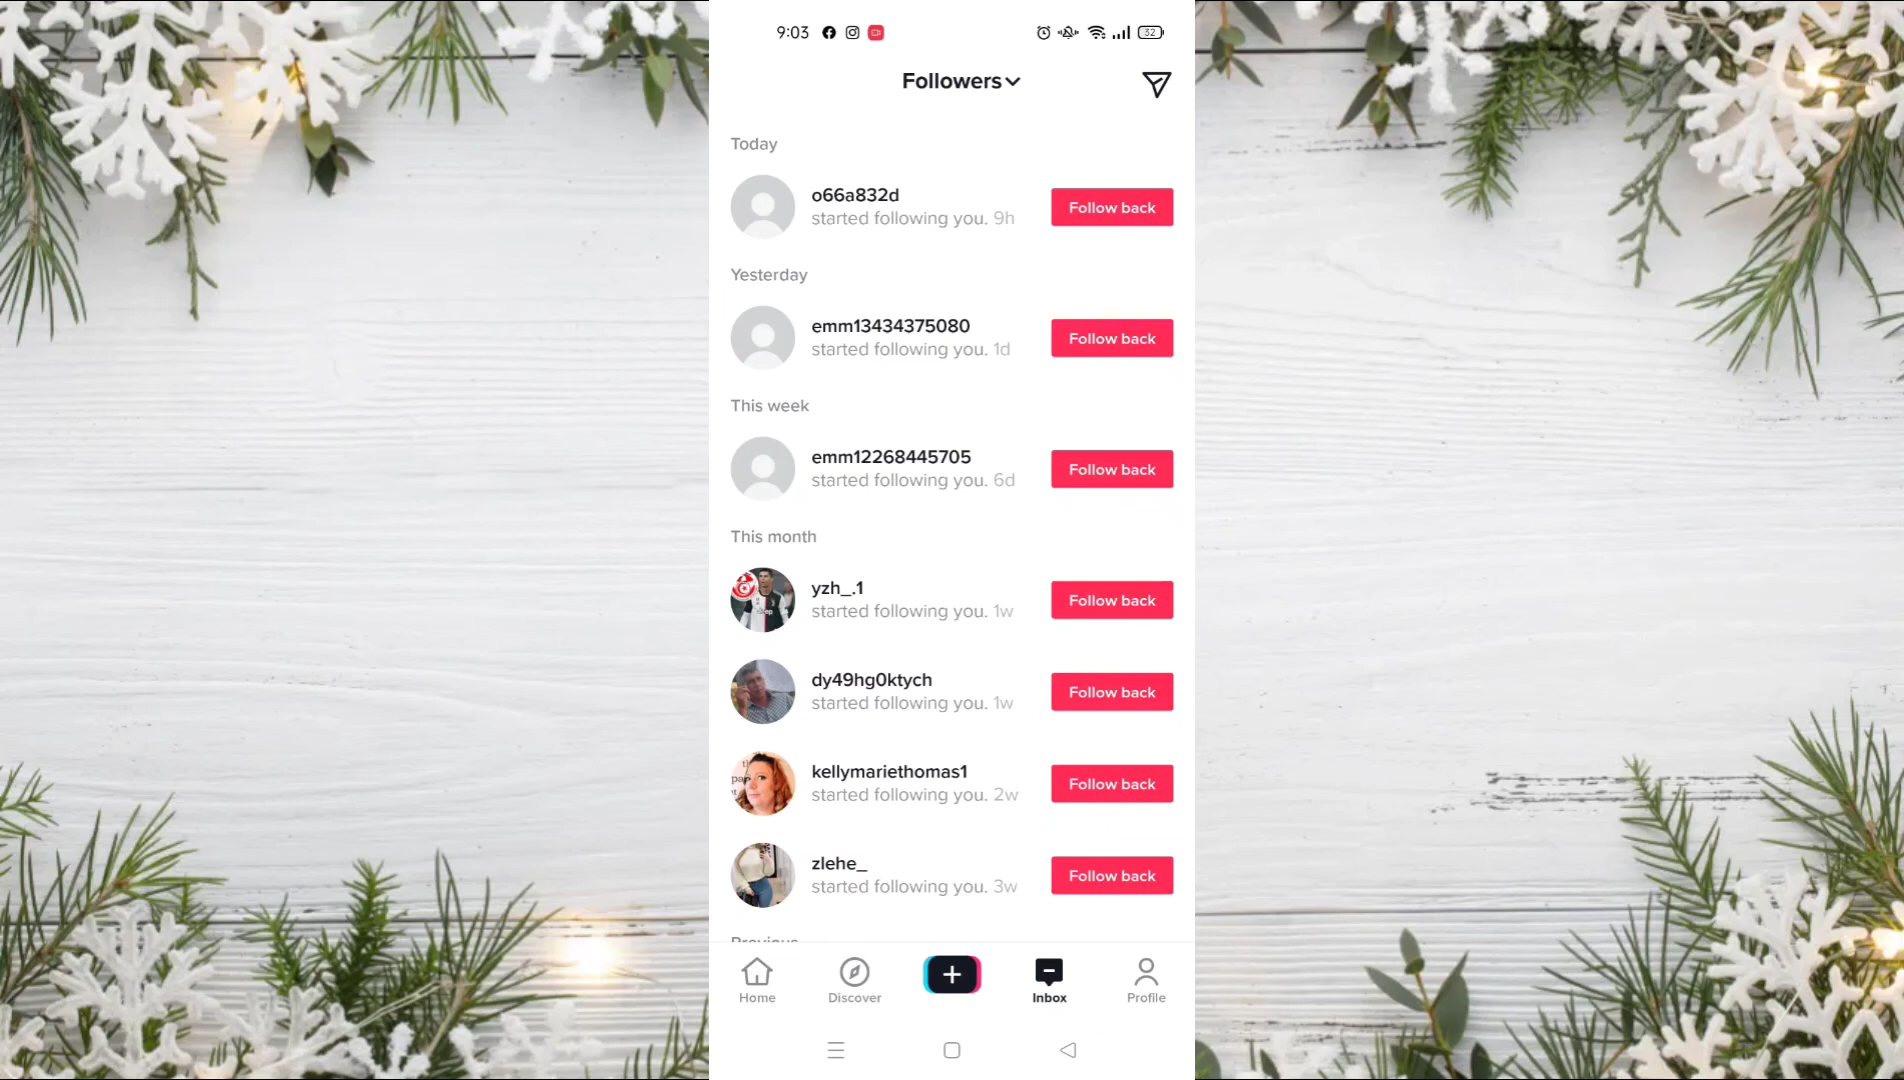 9:03
32
Followers
Today
o66a832d
started following you. 9h
Follow back
Yesterday
emm13434375080
started following you. 1d
Follow back
This week
emm12268445705
started following you. 6d
Follow back
This month
yzh_.1
started following you. 1w
Follow back
dy49hg0ktych
started following you. 1w
Follow back
kellymariethomas1
started following you. 2w
Follow back
zlehe_
started following you. 3w
Follow back
Previous
Home
Discover
Inbox
Profile